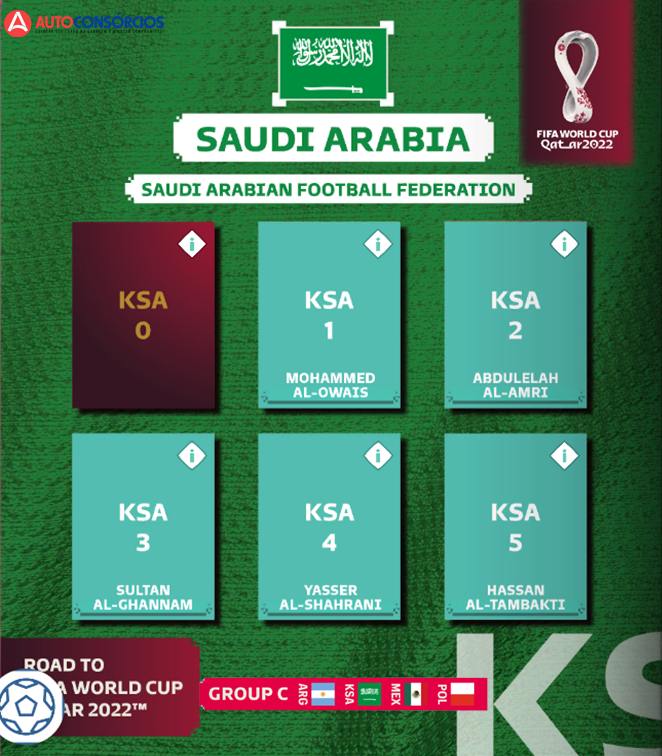 AUTOCONSÓRCIOS
FIFA WORLD CUP
Qat_ar2022
SAUDI ARABIA
SAUDI ARABIAN FOOTBALL FEDERATION
i
KSA
0
i
KSA
1
MOHAMMED
AL-OWAIS
i
KSA
2
ABDULELAH
AL-AMRI
i
KSA
3
SULTAN
AL-GHANNAM
i
KSA
4
YASSER
AL-SHAHRANI
i
KSA
5
HASSAN
AL-TAMBAKTI
ROAD TO
A WORLD CUP
AR 2022™
GROUP C ARG KSA MEX POL
KS